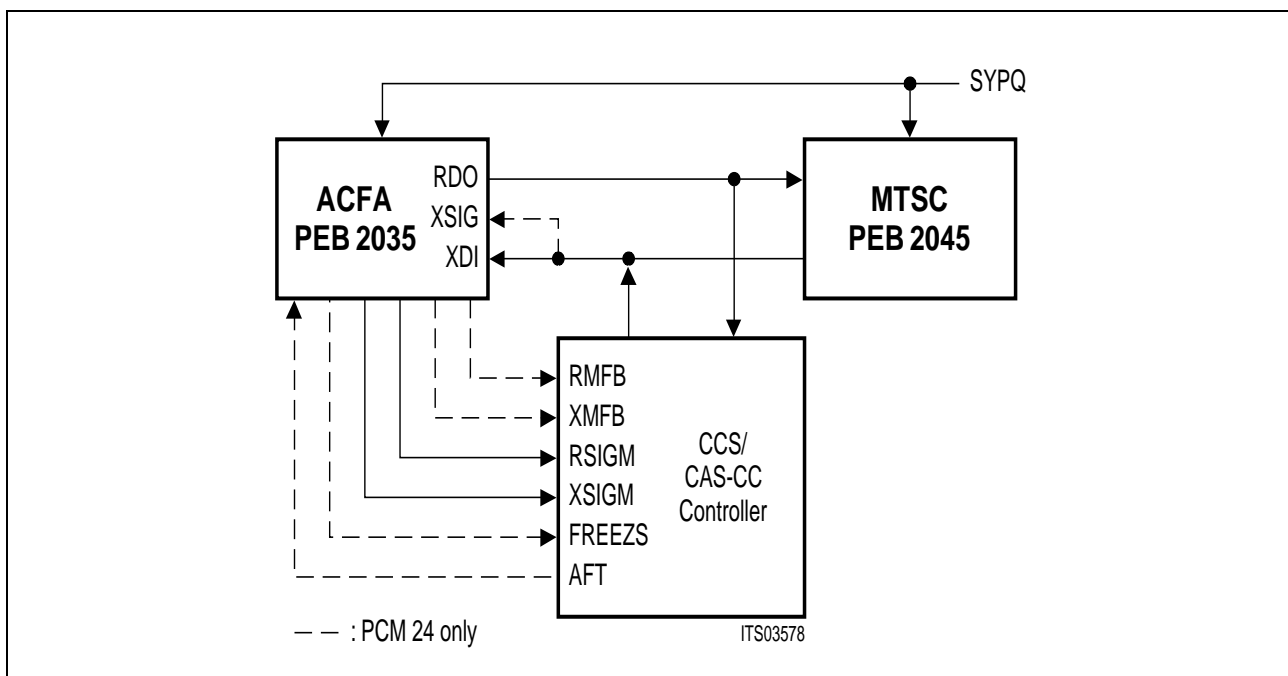 SYPQ
ACFA
PEB 2035
RDO
XSIG
XDI
MTSC
PEB 2045
RMFB
XMFB
RSIGM
XSIGM
FREEZS
AFT
CCS/
CAS-CC
Controller
: PCM 24 only
ITS03578